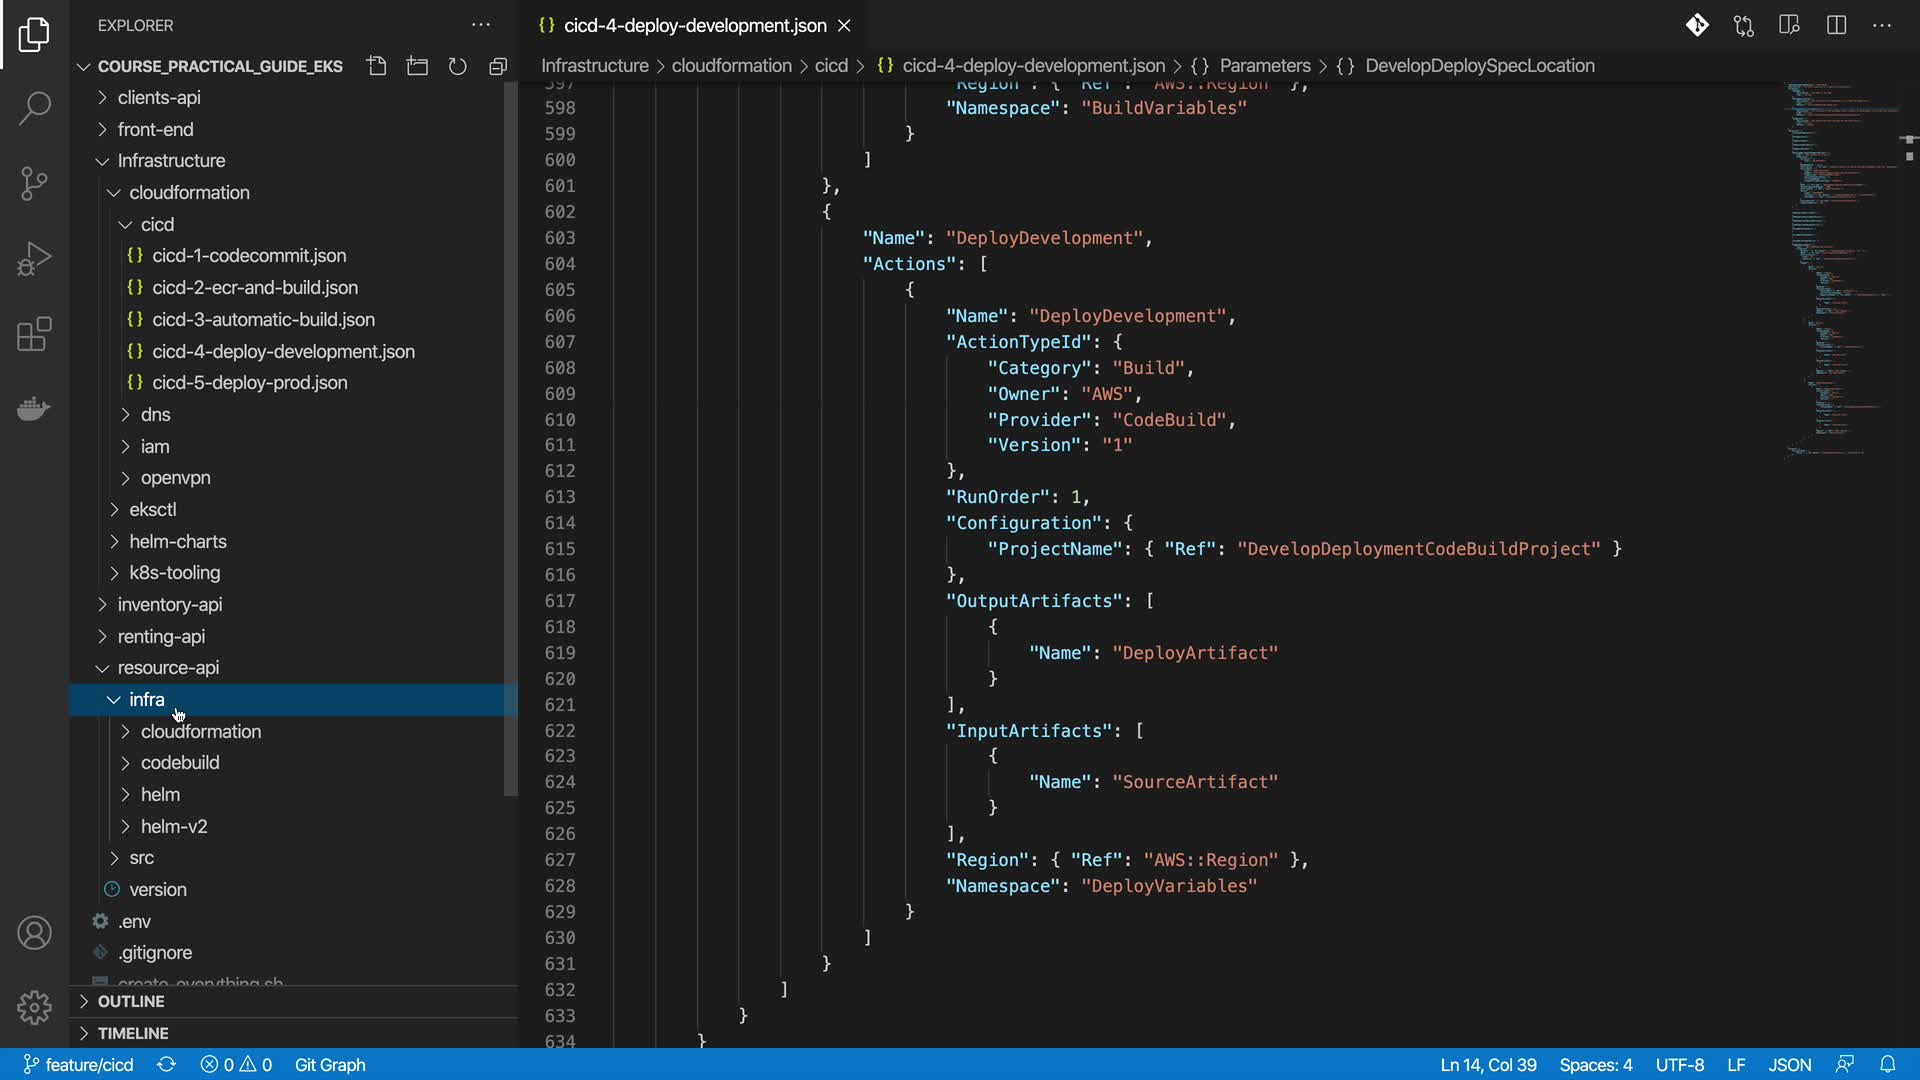 EXPLORER
COURSE_PRACTICAL_GUIDE_EKS
clients-api
front-end
Infrastructure
cloudformation
cicd
cicd-1-codecommit.json
cicd-2-ecr-and-build.json
cicd-3-automatic-build.json
cicd-4-deploy-development.json
cicd-5-deploy-prod.json
dns
iam
openvpn
eksctl
helm-charts
k8s-tooling
inventory-api
renting-api
resource-api
infra
cloudformation
codebuild
helm
helm-v2
src
version
.env
.gitignore
create-everything.sh
OUTLINE
TIMELINE
{} cicd-4-deploy-development.json
Infrastructure > cloudformation > cicd > {} cicd-4-deploy-development.json > {} Parameters > {} DevelopDeploySpecLocation
597 "Region": { "Ref": "AWS::Region" },
598 "Namespace": "BuildVariables"
599 }
600 ]
601 },
602 {
603 "Name": "DeployDevelopment",
604 "Actions": [
605 {
606 "Name": "DeployDevelopment",
607 "ActionTypeId": {
608 "Category": "Build",
609 "Owner": "AWS",
610 "Provider": "CodeBuild",
611 "Version": "1"
612 },
613 "RunOrder": 1,
614 "Configuration": {
615 "ProjectName": { "Ref": "DevelopDeploymentCodeBuildProject" }
616 },
617 "OutputArtifacts": [
618 {
619 "Name": "DeployArtifact"
620 }
621 ],
622 "InputArtifacts": [
623 {
624 "Name": "SourceArtifact"
625 }
626 ],
627 "Region": { "Ref": "AWS::Region" },
628 "Namespace": "DeployVariables"
629 }
630 ]
631 }
632 ]
633 }
634 }
feature/cicd 0 0 Git Graph Ln 14, Col 39 Spaces: 4 UTF-8 LF JSON